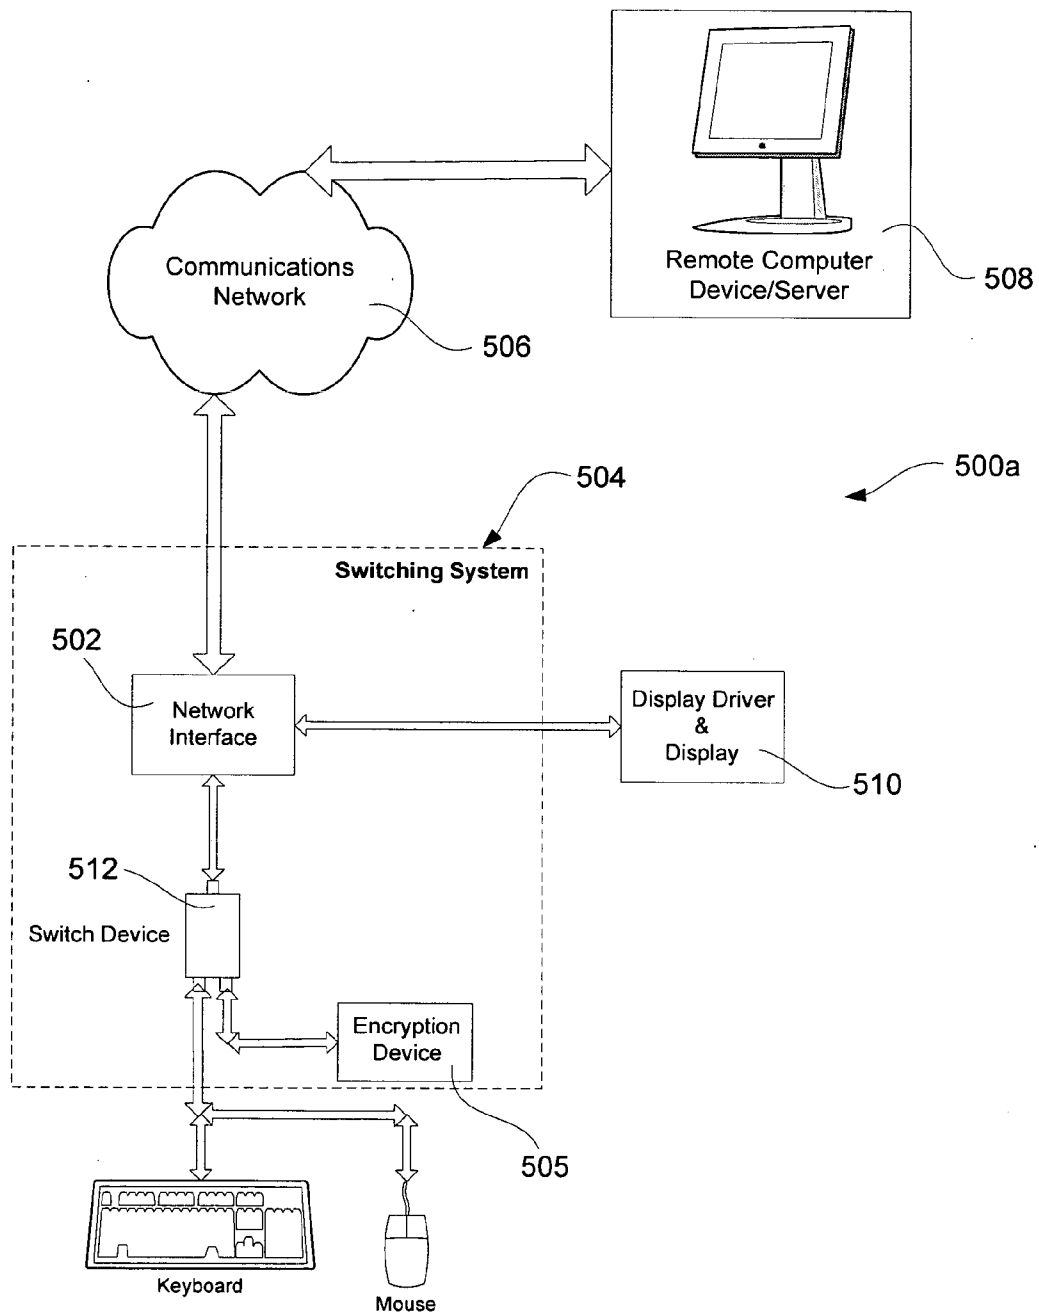 Remote Computer
Device/Server
508
Communications
Network
506
504
500a
Switching System
502
Network
Interface
Display Driver
&
Display
510
512
Switch Device
Encryption
Device
505
Keyboard
Mouse